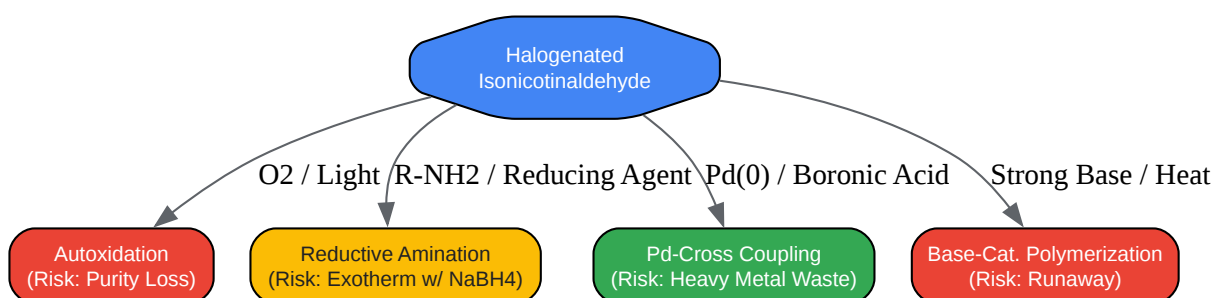 Halogenated
Isonicotinaldehyde
O2 / Light
R-NH2 / Reducing Agent
Pd(0) / Boronic Acid
Strong Base / Heat
Autoxidation
(Risk: Purity Loss)
Reductive Amination
(Risk: Exotherm w/ NaBH4)
Pd-Cross Coupling
(Risk: Heavy Metal Waste)
Base-Cat. Polymerization
(Risk: Runaway)